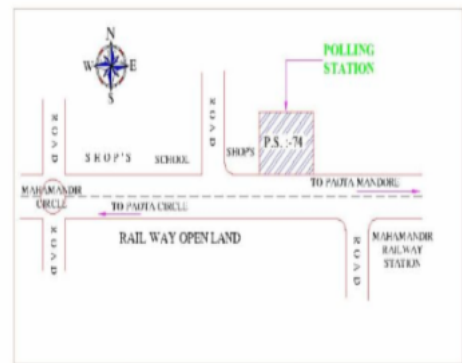 N
W E
S
POLLING
STATION
ROAD
ROAD
SHOP'S
SCHOOL
SHOP'S
P.S. :-74
MAHAMANDIR
CIRCLE
TO PAOTA MANDORE
TO PAOTA CIRCLE
ROAD
RAIL WAY OPEN LAND
ROAD
MAHAMANDIR
RAILWAY
STATION